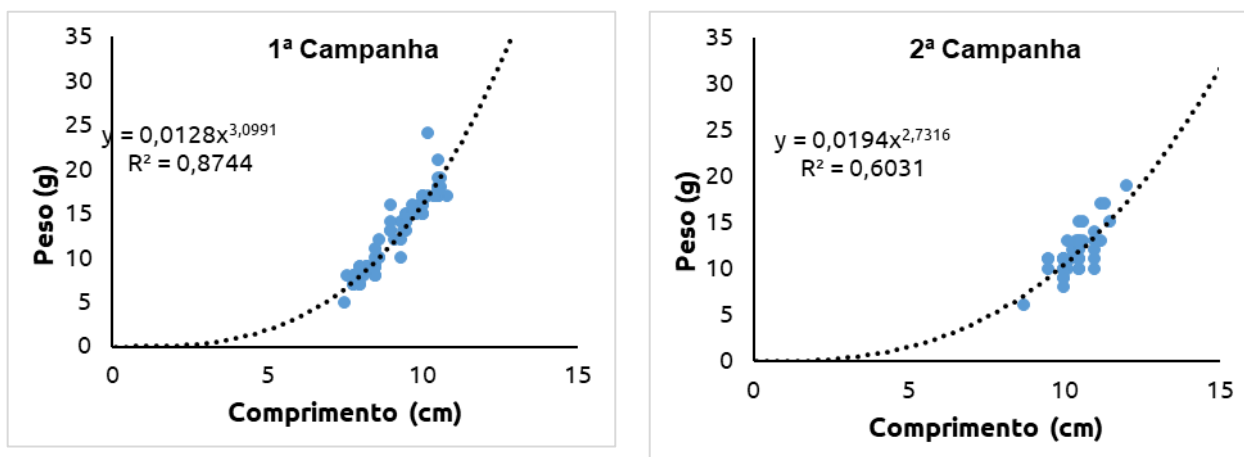 1ª Campanha
35
30
25
20
15
10
5
0
y = 0,0128x^3,0991
R² = 0,8744
Peso (g)
0 5 10 15
Comprimento (cm)
2ª Campanha
35
30
25
20
15
10
5
0
y = 0,0194x^2,7316
R² = 0,6031
Peso (g)
0 5 10 15
Comprimento (cm)